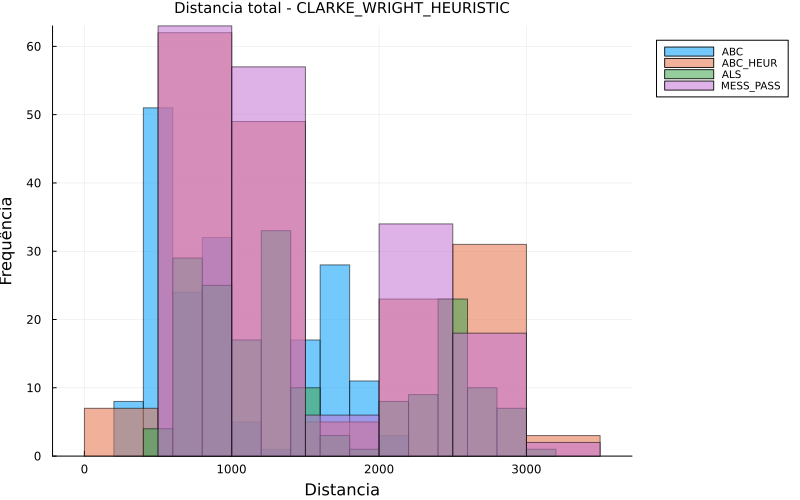 Distancia total - CLARKE_WRIGHT_HEURISTIC
ABC
ABC_HEUR
ALS
MESS_PASS
60
50
40
30
20
10
0
Frequência
0 1000 2000 3000
Distancia